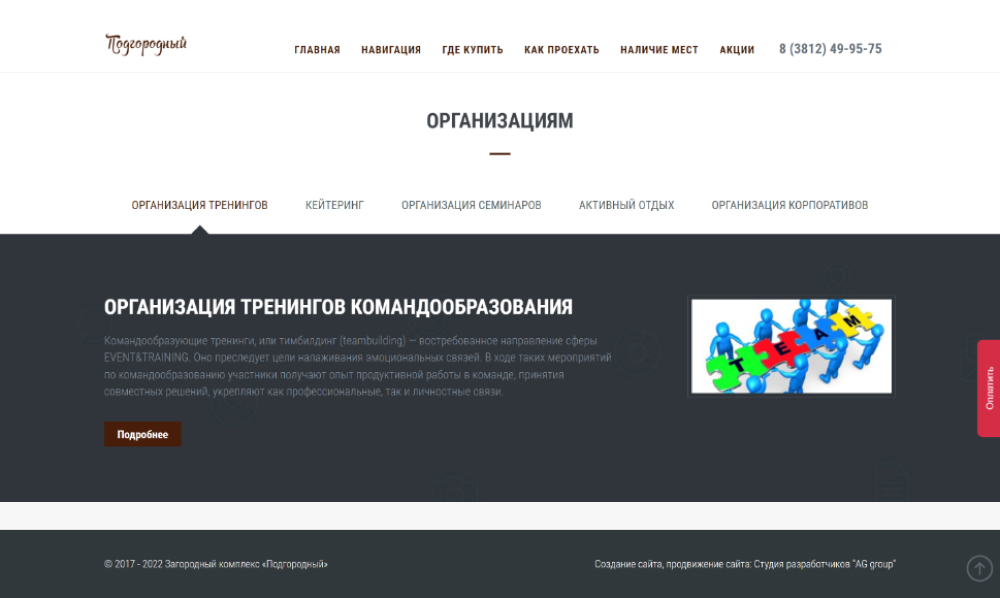 Подгородный
ГЛАВНАЯ НАВИГАЦИЯ ГДЕ КУПИТЬ КАК ПРОЕХАТЬ НАЛИЧИЕ МЕСТ АКЦИИ 8 (3812) 49-95-75
ОРГАНИЗАЦИЯМ
ОРГАНИЗАЦИЯ ТРЕНИНГОВ КЕЙТЕРИНГ ОРГАНИЗАЦИЯ СЕМИНАРОВ АКТИВНЫЙ ОТДЫХ ОРГАНИЗАЦИЯ КОРПОРАТИВОВ
ОРГАНИЗАЦИЯ ТРЕНИНГОВ КОМАНДООБРАЗОВАНИЯ
Командообразующие тренинги, или тимбилдинг (teambuilding) — востребованное направление сферы
EVENT&TRAINING. Оно преследует цели налаживания эмоциональных связей. В ходе таких мероприятий
по командообразованию участники получают опыт продуктивной работы в команде, принятия
совместных решений, укрепляют как профессиональные, так и личностные связи.
TEAM
Подробнее
Оплатить
© 2017 - 2022 Загородный комплекс «Подгородный»
Создание сайта, продвижение сайта: Студия разработчиков "AG group"